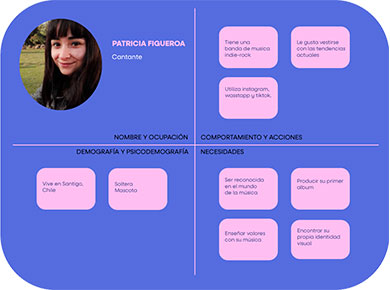 PATRICIA FIGUEROA
Cantante
NOMBRE Y OCUPACIÓN
Tiene una
banda de musica
indie-rock
Le gusta vestirse
con las tendencias
actuales
Utiliza instagram,
wasstapp y tiktok.
COMPORTAMIENTO Y ACCIONES
DEMOGRAFÍA Y PSICODEMOGRAFÍA
Vive en Santigo,
Chile
Soltera
Mascota
NECESIDADES
Ser reconocida
en el mundo
de la música
Producir su primer
album
Enseñar valores
con su música
Encontrar su
propia identidad
visual